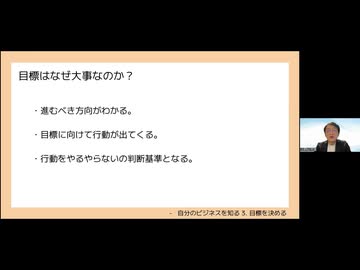 目標はなぜ大事なのか？
・進むべき方向がわかる。
・目標に向けて行動が出てくる。
・行動をやるやらないの判断基準となる。
- 自分のビジネスを知る 3. 目標を決める